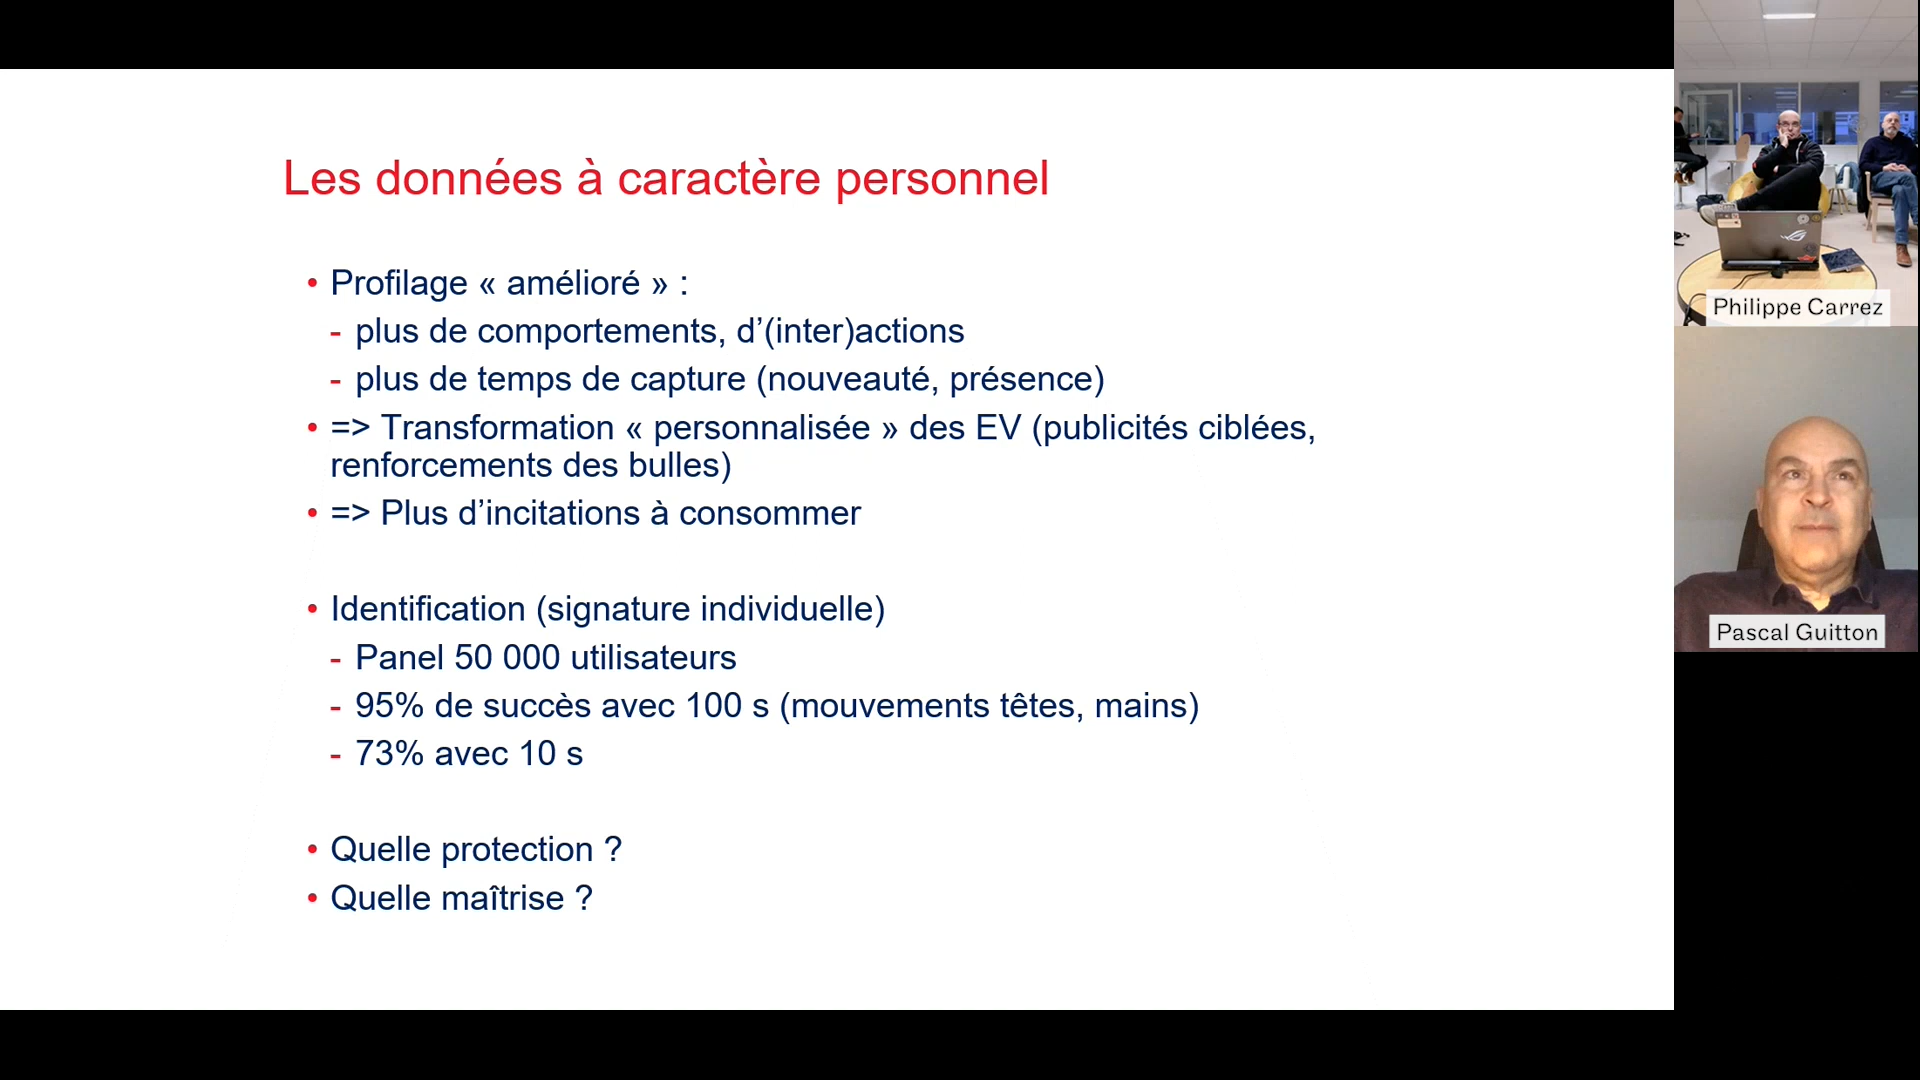 Les données à caractère personnel
• Profilage « amélioré » :
- plus de comportements, d’(inter)actions
- plus de temps de capture (nouveauté, présence)
• => Transformation « personnalisée » des EV (publicités ciblées,
renforcements des bulles)
• => Plus d’incitations à consommer
• Identification (signature individuelle)
- Panel 50 000 utilisateurs
- 95% de succès avec 100 s (mouvements têtes, mains)
- 73% avec 10 s
• Quelle protection ?
• Quelle maîtrise ?
Philippe Carrez
Pascal Guitton